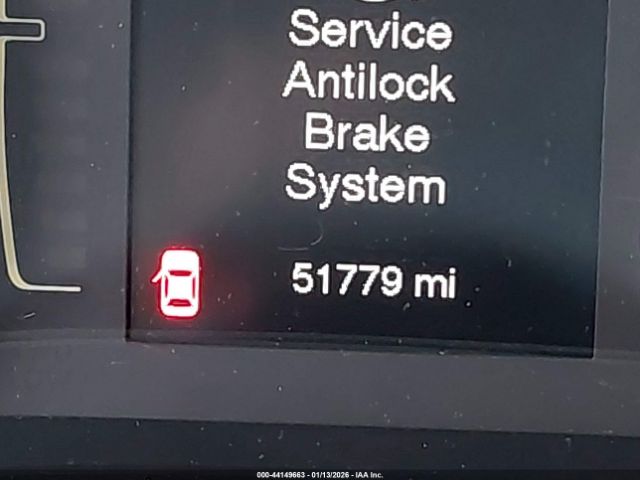 Service
Antilock
Brake
System
51779 mi
000-44149663 - 01/13/2026 - IAA Inc.